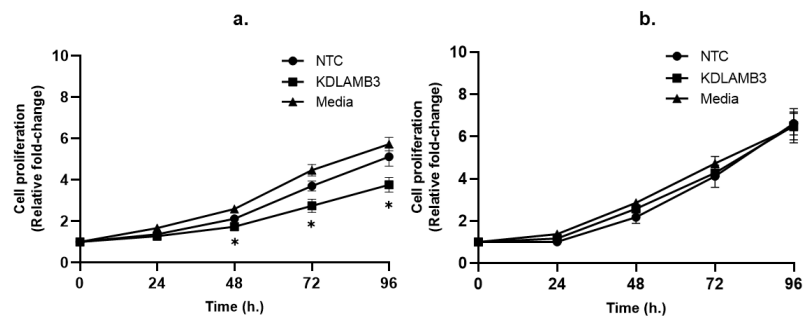 a.
10
8
6
4
2
0
Cell proliferation
(Relative fold-change)
NTC
KDLAMB3
Media
*
*
*
0 24 48 72 96
Time (h.)
b.
10
8
6
4
2
0
Cell proliferation
(Relative fold-change)
NTC
KDLAMB3
Media
0 24 48 72 96
Time (h.)